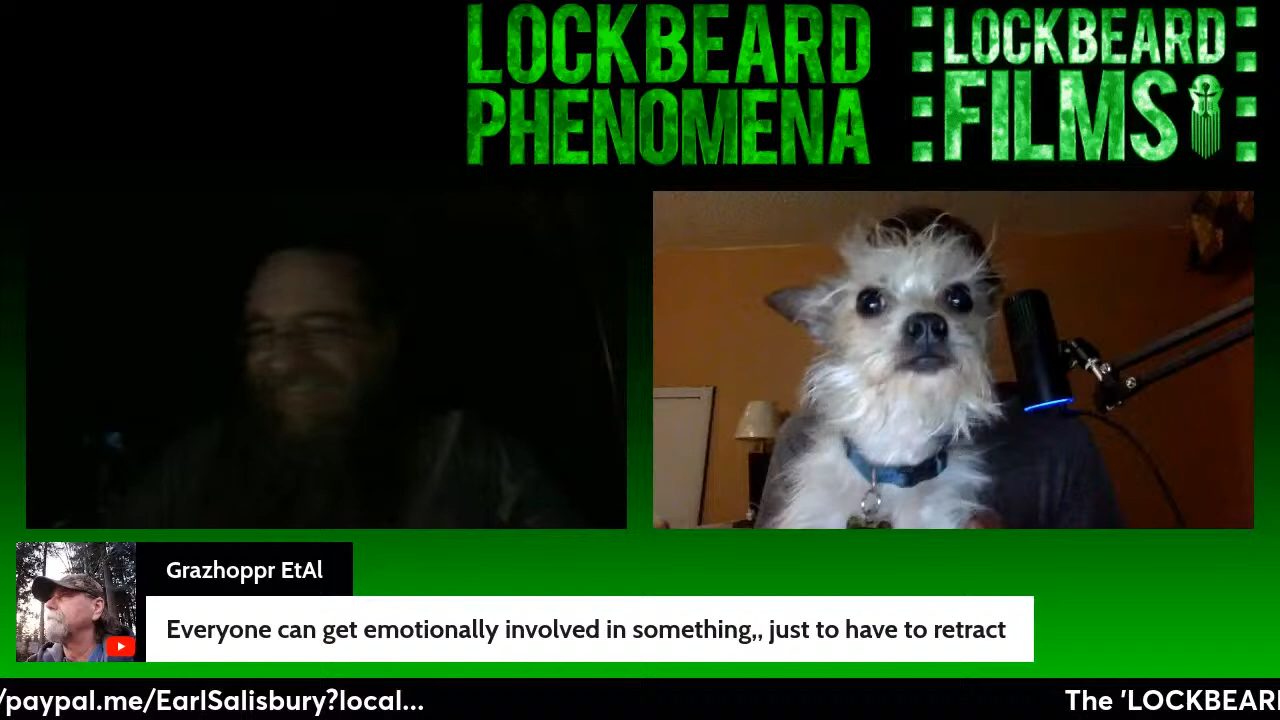 LOCKBEARD
PHENOMENA
LOCKBEARD
FILMS
Grazhoppr EtAl
Everyone can get emotionally involved in something,, just to have to retract
/paypal.me/EarlSalisbury?local...
The 'LOCKBEARD